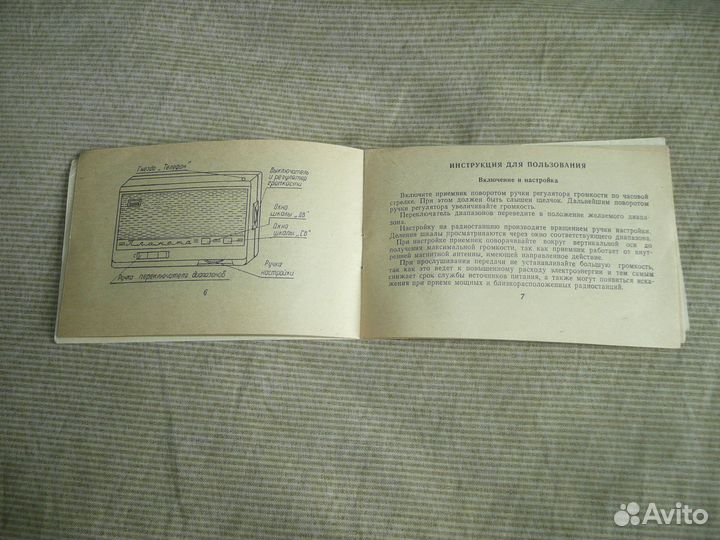 Гнездо „Телефон"
Выключатель
и регулятор
громкости
Окно
шкалы „ДВ"
Окно
шкалы „СВ"
Планета
Ручка
настройки
Ручка переключателя диапазонов
6
ИНСТРУКЦИЯ ДЛЯ ПОЛЬЗОВАНИЯ
Включение и настройка
Включите приемник поворотом ручки регулятора громкости по часовой
стрелке. При этом должен быть слышен щелчок. Дальнейшим поворотом
ручки регулятора увеличивайте громкость.
Переключатель диапазонов переведите в положение желаемого диапа-
зона.
Настройку на радиостанцию производите вращением ручки настройки.
Деления шкалы просматриваются через окно соответствующего диапазона.
При настройке приемник поворачивайте вокруг вертикальной оси до
получения максимальной громкости, так как приемник работает от внут-
ренней магнитной антенны, имеющей направленное действие.
При прослушивании передачи не устанавливайте большую громкость,
так как это ведет к повышенному расходу электроэнергии и тем самым
снижает срок службы источников питания, а также могут появиться иска-
жения при приеме мощных и близкорасположенных радиостанций.
7
Avito